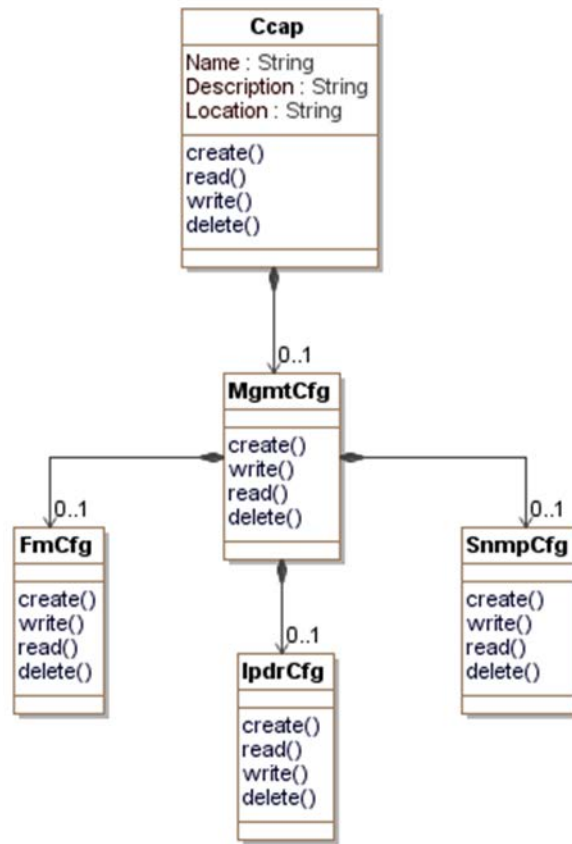 Ccap
Name : String
Description : String
Location : String
create()
read()
write()
delete()
0..1
MgmtCfg
create()
write()
read()
delete()
0..1
FmCfg
create()
write()
read()
delete()
0..1
IpdrCfg
create()
read()
write()
delete()
0..1
SnmpCfg
create()
write()
read()
delete()